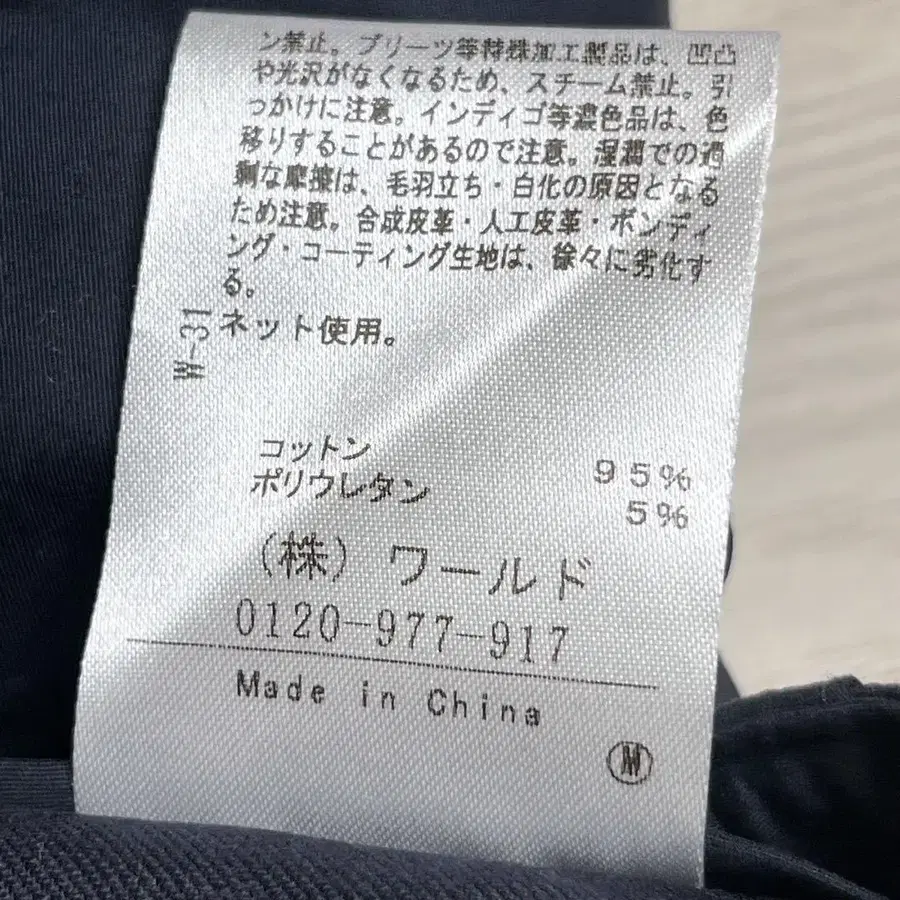 ン禁止。プリーツ等特殊加工製品は、凹凸
や光沢がなくなるため、スチーム禁止。引
っかけに注意。インディゴ等濃色品は、色
移りすることがあるので注意。湿潤での過
剰な摩擦は、毛羽立ち・白化の原因となる
ため注意。合成皮革・人工皮革・ボンディ
ング・コーティング生地は、徐々に劣化す
る。
W-31
ネット使用。
コットン 95%
ポリウレタン 5%
(株) ワールド
0120-977-917
Made in China
M